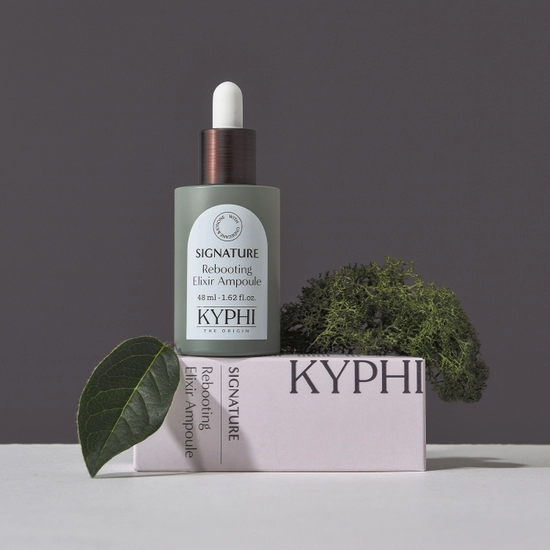 SIGNATURE
Rebooting
Elixir Ampoule
48 ml · 1.62 fl.oz.
KYPHI
THE ORIGIN
KYPHI
SIGNATURE
Rebooting
Elixir Ampoule